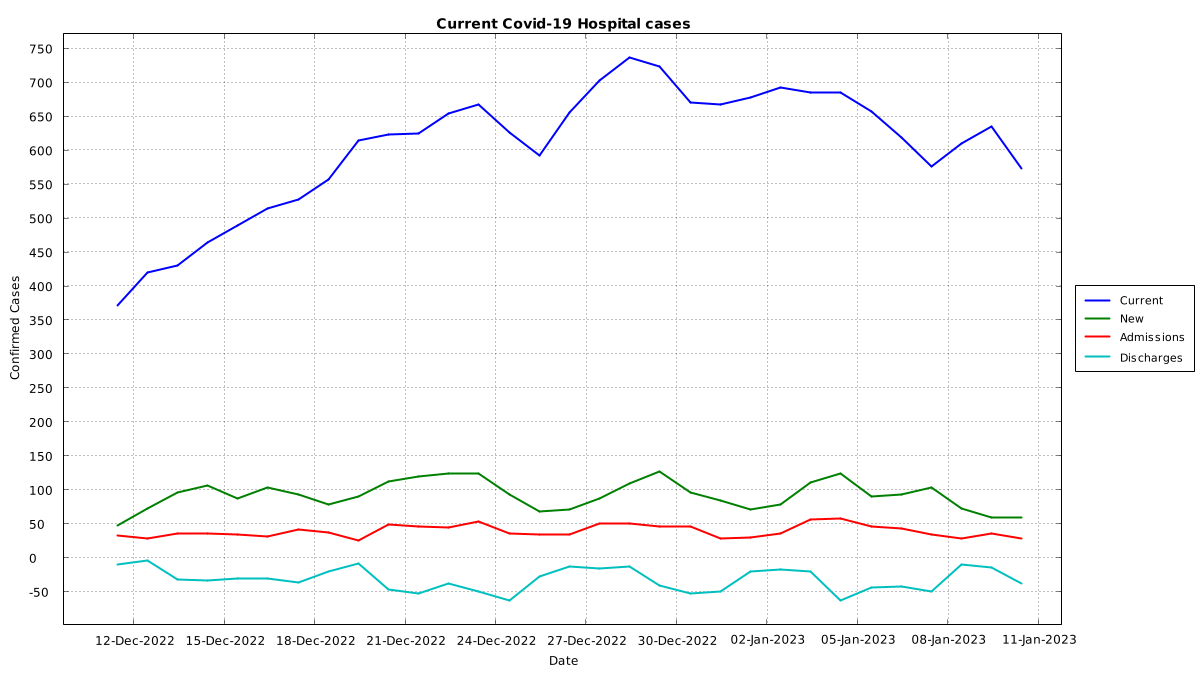 Current Covid-19 Hospital cases
750
700
650
600
550
500
450
400
350
300
250
200
150
100
50
0
-50
Confirmed Cases
12-Dec-2022 15-Dec-2022 18-Dec-2022 21-Dec-2022 24-Dec-2022 27-Dec-2022 30-Dec-2022 02-Jan-2023 05-Jan-2023 08-Jan-2023 11-Jan-2023
Date
Current
New
Admissions
Discharges